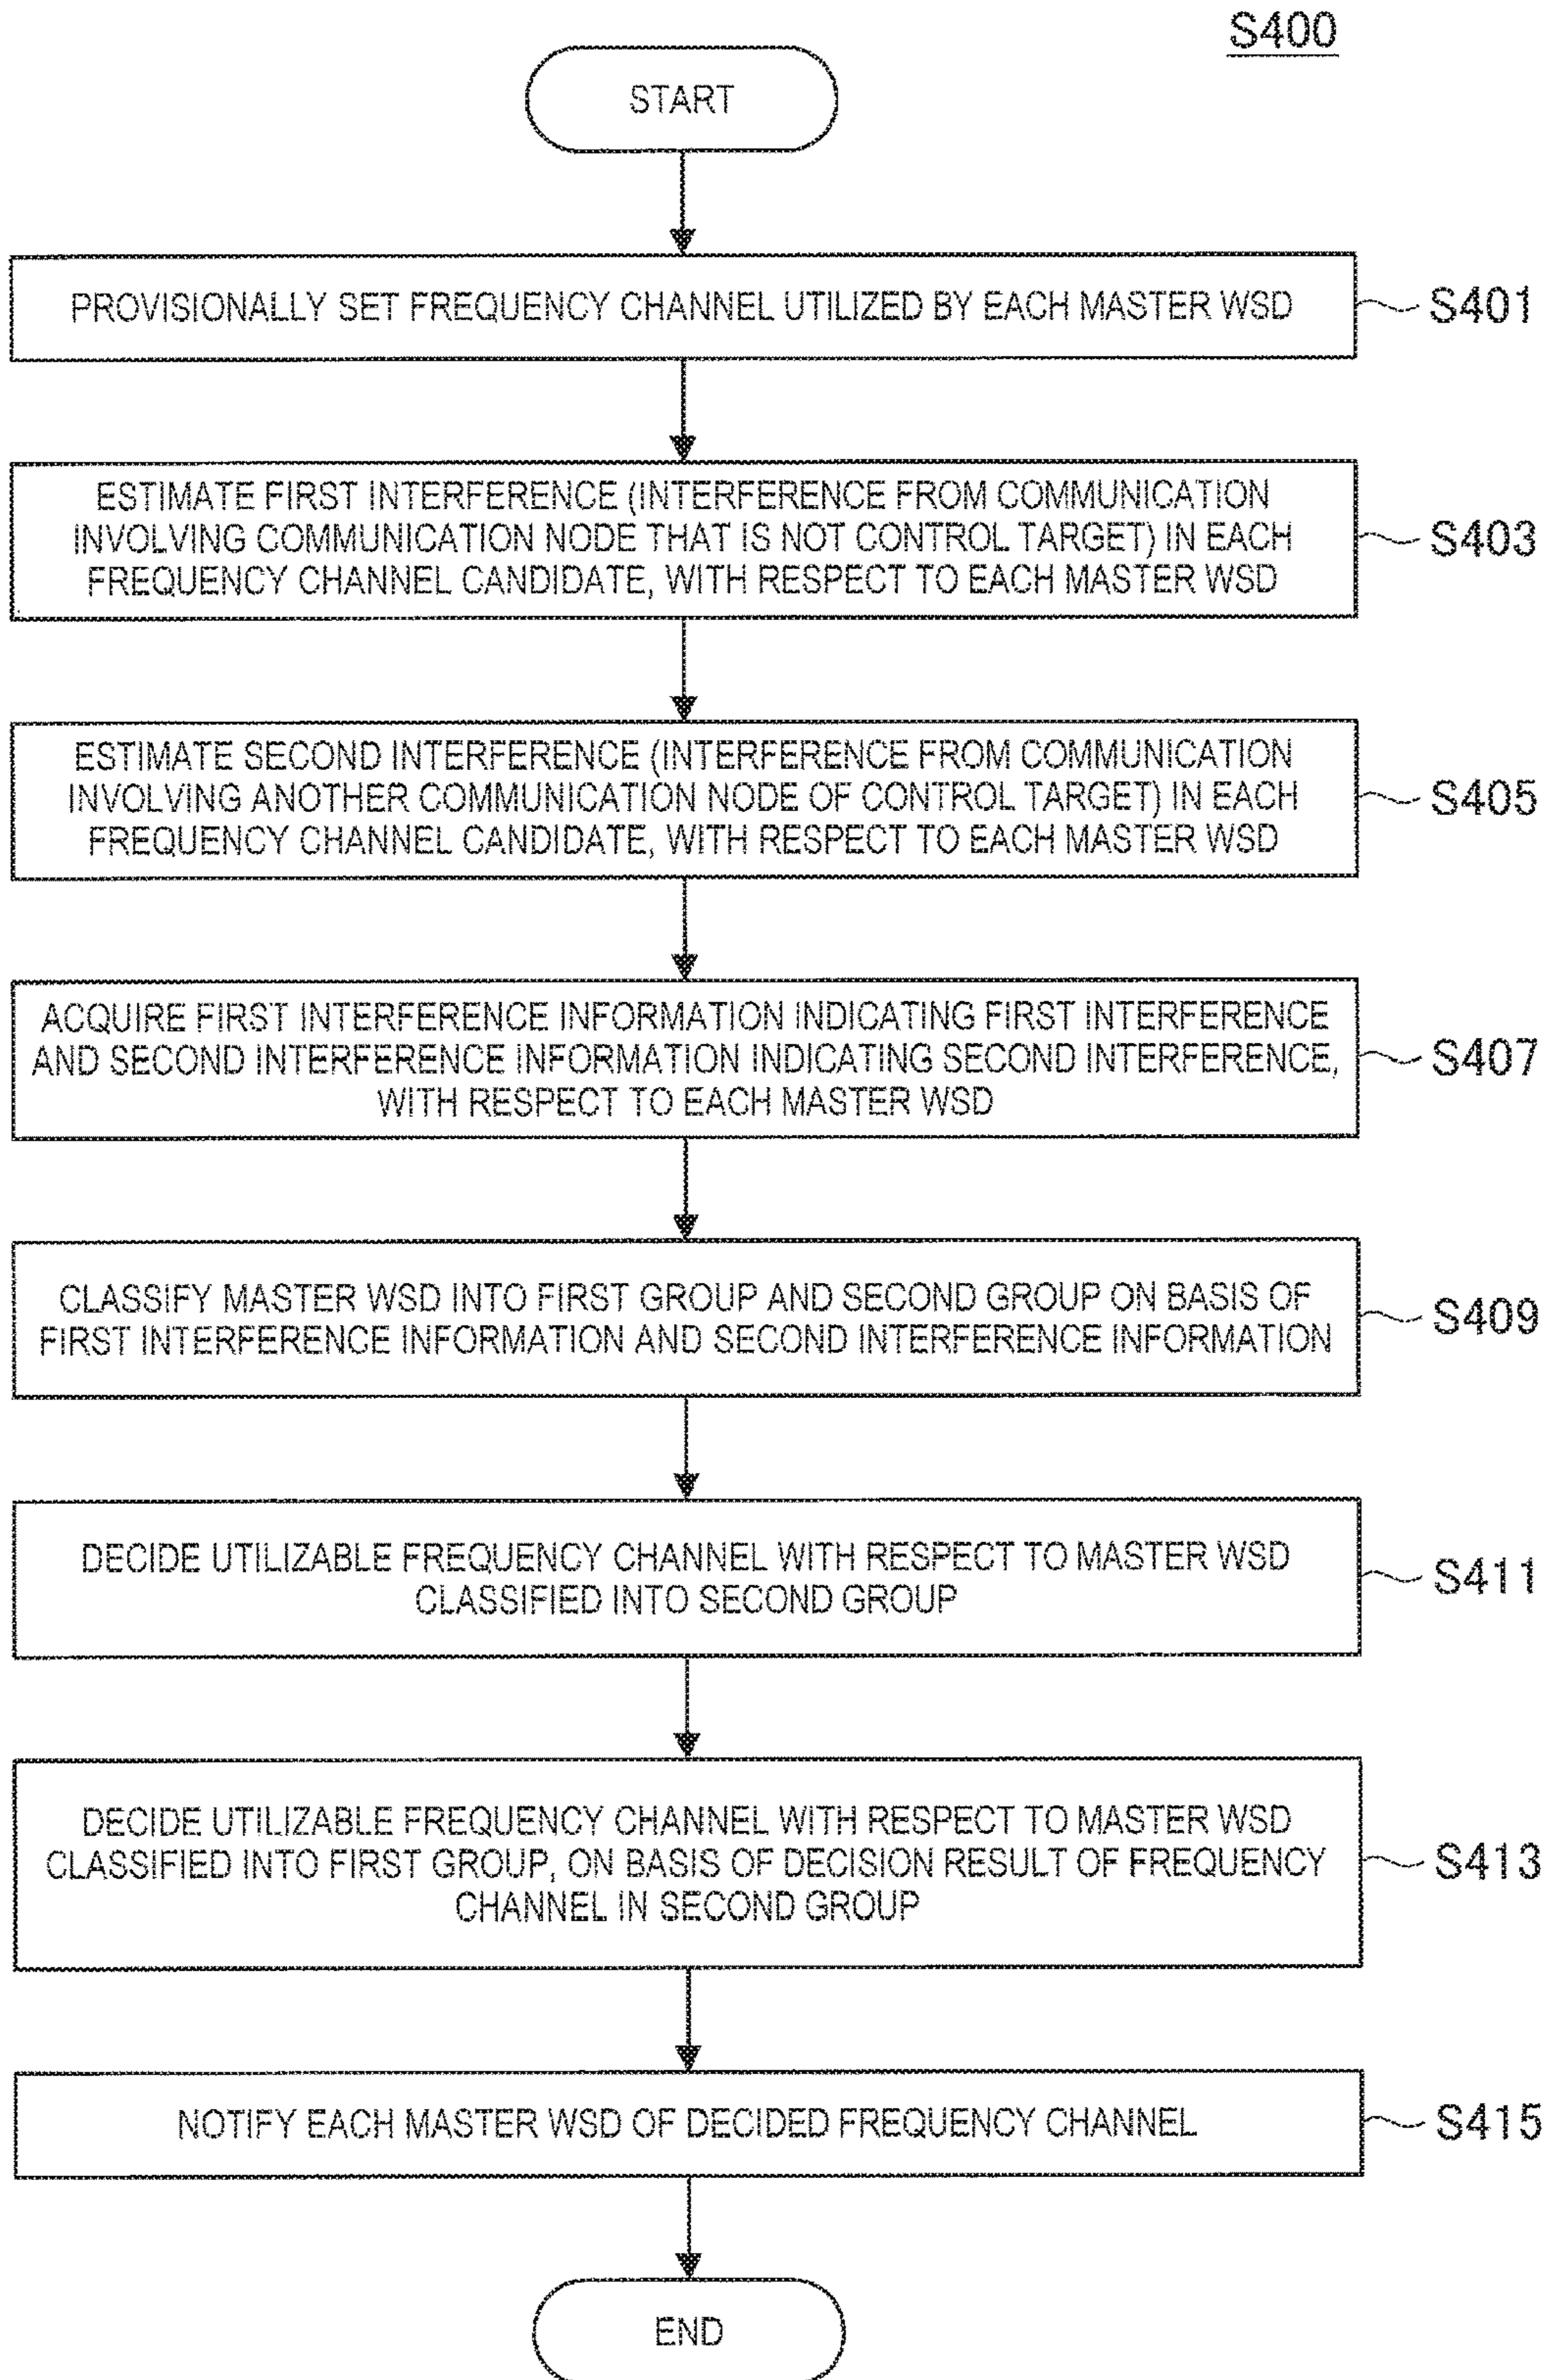 S400
START
PROVISIONALLY SET FREQUENCY CHANNEL UTILIZED BY EACH MASTER WSD
S401
ESTIMATE FIRST INTERFERENCE (INTERFERENCE FROM COMMUNICATION
INVOLVING COMMUNICATION NODE THAT IS NOT CONTROL TARGET) IN EACH
FREQUENCY CHANNEL CANDIDATE, WITH RESPECT TO EACH MASTER WSD
S403
ESTIMATE SECOND INTERFERENCE (INTERFERENCE FROM COMMUNICATION
INVOLVING ANOTHER COMMUNICATION NODE OF CONTROL TARGET) IN EACH
FREQUENCY CHANNEL CANDIDATE, WITH RESPECT TO EACH MASTER WSD
S405
ACQUIRE FIRST INTERFERENCE INFORMATION INDICATING FIRST INTERFERENCE
AND SECOND INTERFERENCE INFORMATION INDICATING SECOND INTERFERENCE,
WITH RESPECT TO EACH MASTER WSD
S407
CLASSIFY MASTER WSD INTO FIRST GROUP AND SECOND GROUP ON BASIS OF
FIRST INTERFERENCE INFORMATION AND SECOND INTERFERENCE INFORMATION
S409
DECIDE UTILIZABLE FREQUENCY CHANNEL WITH RESPECT TO MASTER WSD
CLASSIFIED INTO SECOND GROUP
S411
DECIDE UTILIZABLE FREQUENCY CHANNEL WITH RESPECT TO MASTER WSD
CLASSIFIED INTO FIRST GROUP, ON BASIS OF DECISION RESULT OF FREQUENCY
CHANNEL IN SECOND GROUP
S413
NOTIFY EACH MASTER WSD OF DECIDED FREQUENCY CHANNEL
S415
END